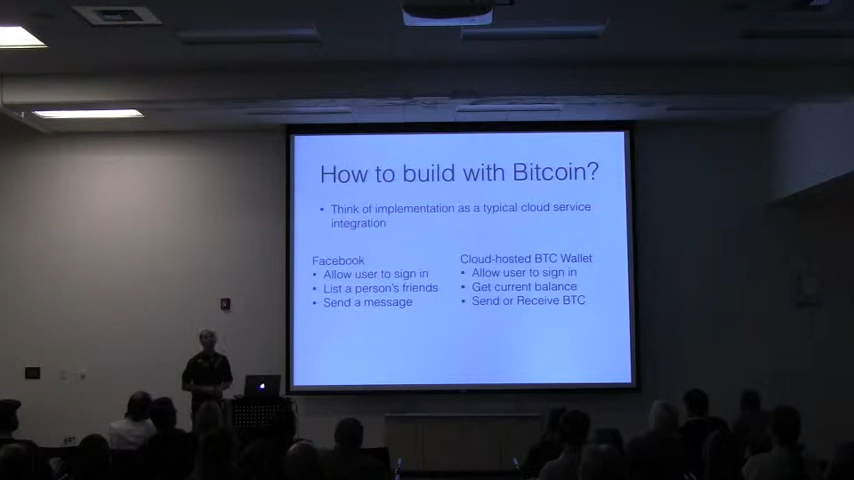 How to build with Bitcoin?
• Think of implementation as a typical cloud service
integration
Facebook
• Allow user to sign in
• List a person's friends
• Send a message
Cloud-hosted BTC Wallet
• Allow user to sign in
• Get current balance
• Send or Receive BTC